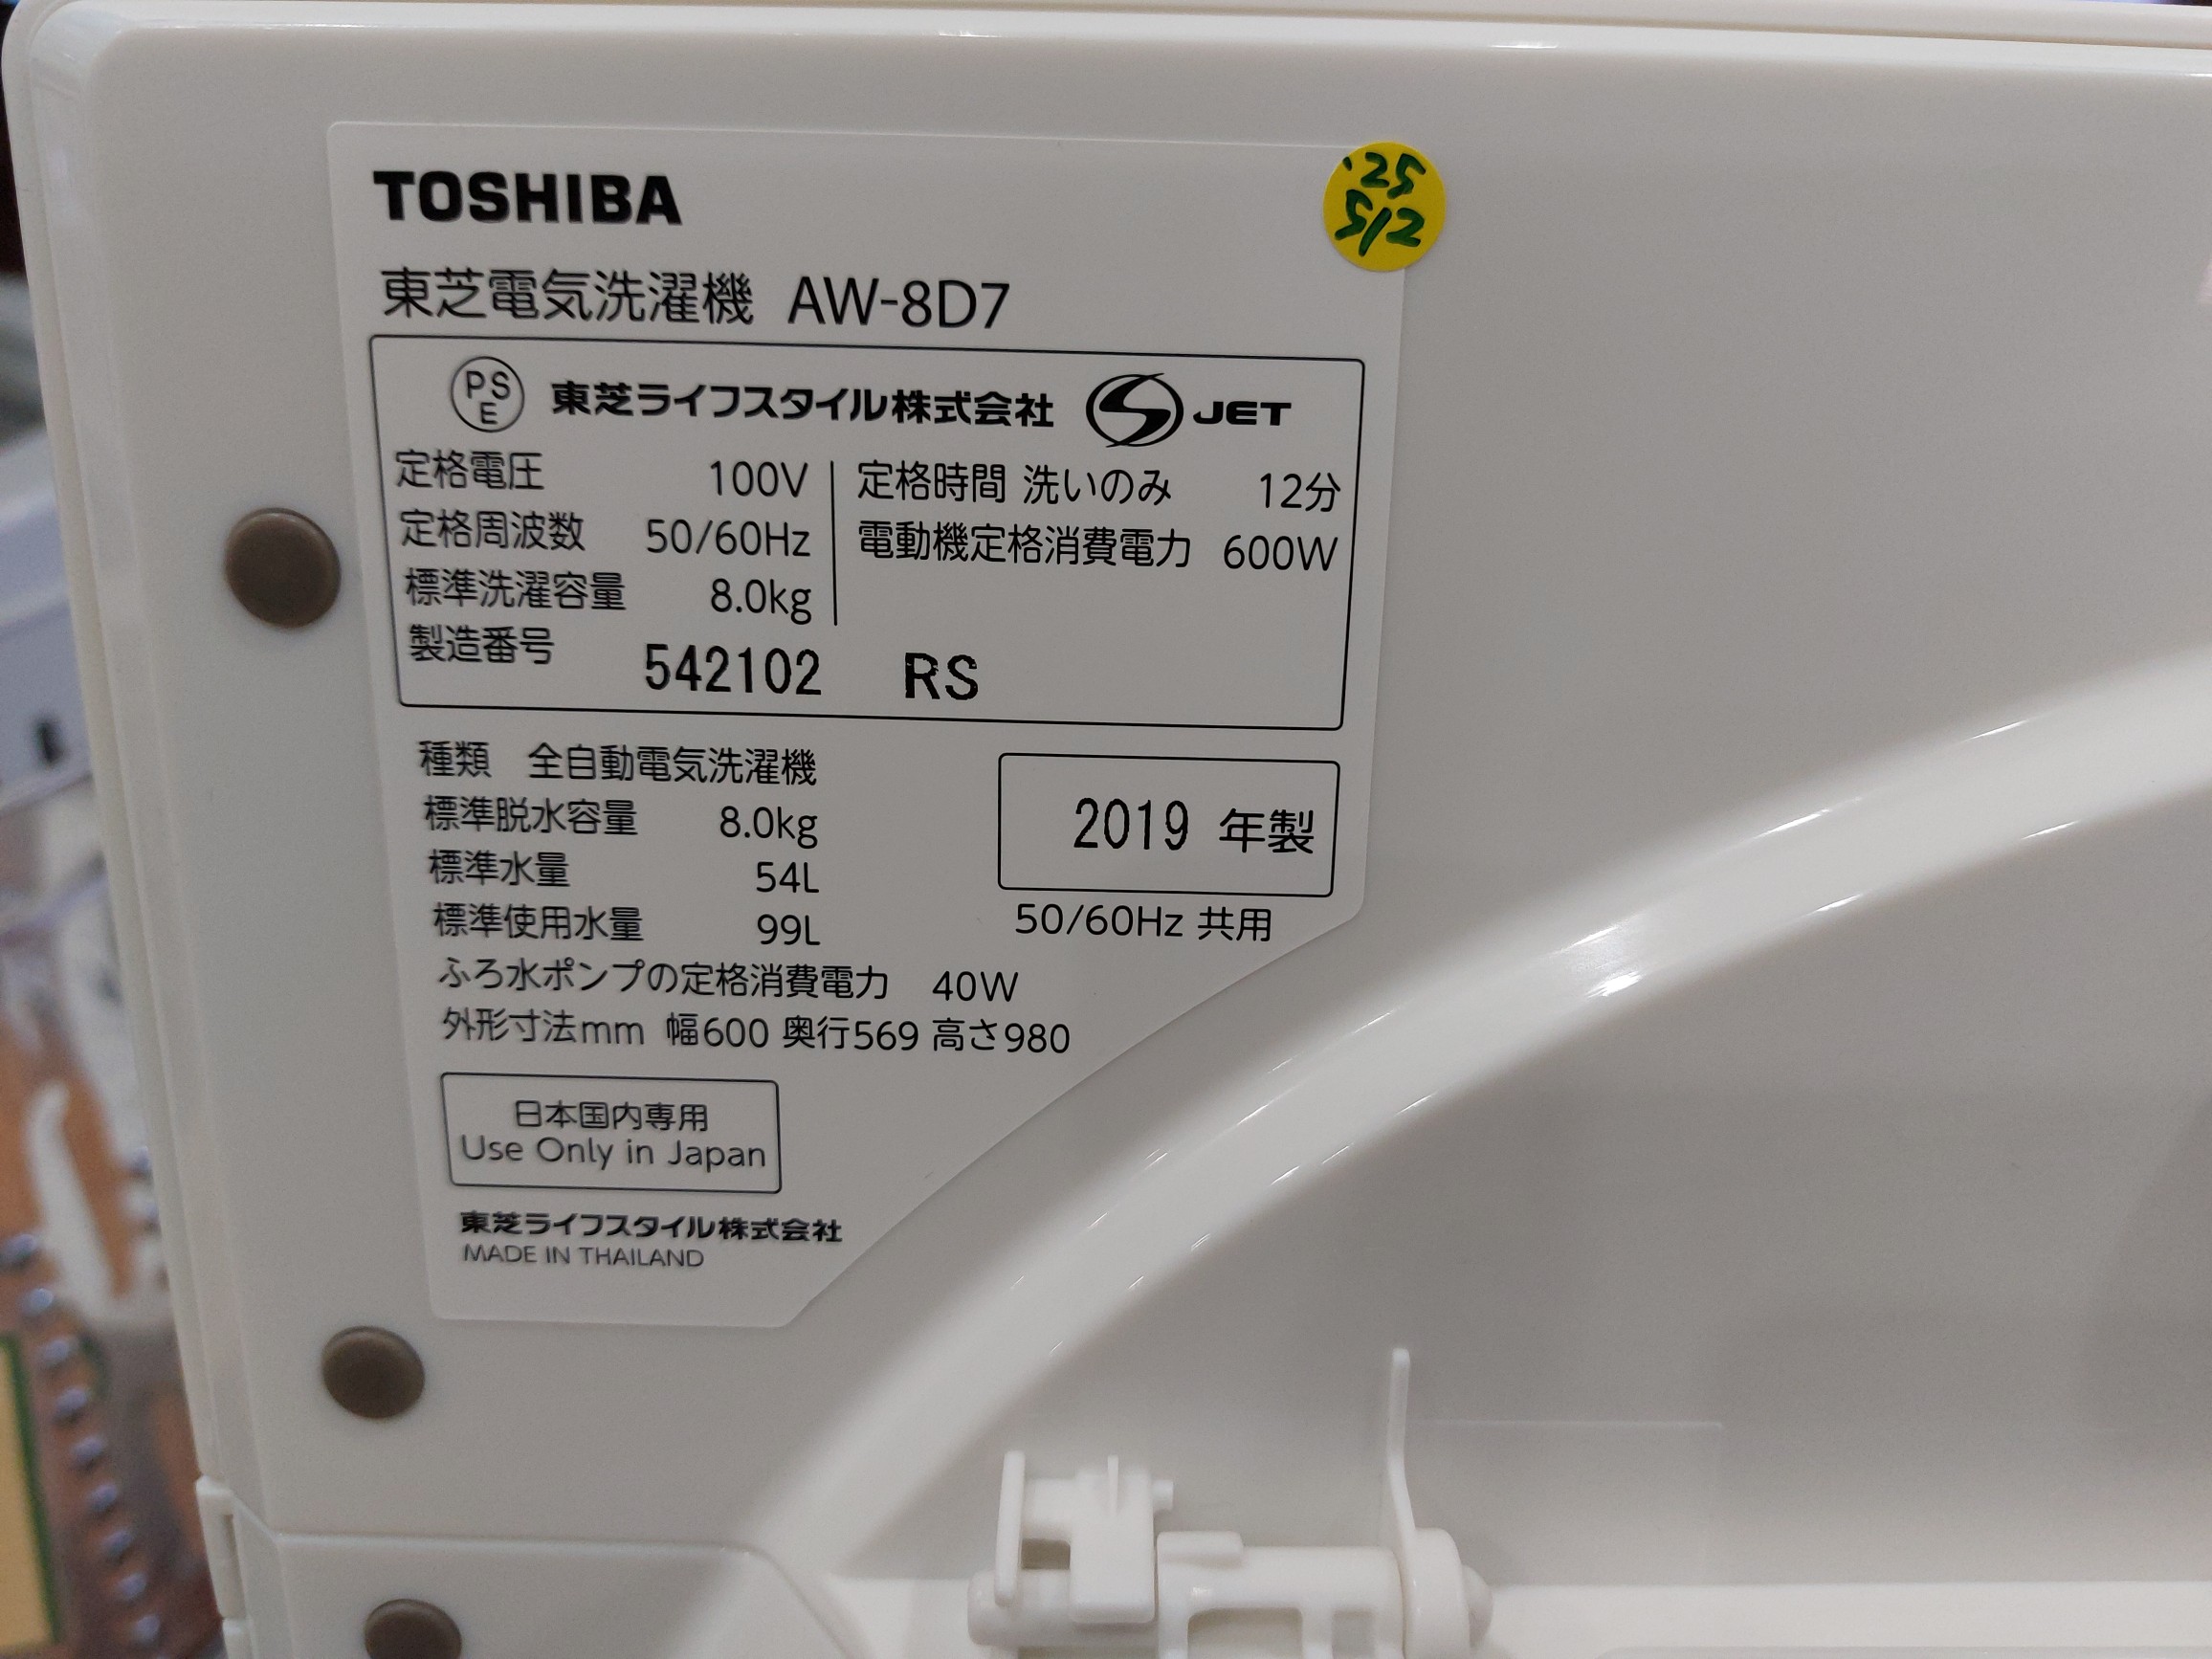 TOSHIBA
'25
5/2
東芝電気洗濯機 AW-8D7
PSE 東芝ライフスタイル株式会社 S JET
定格電圧 100V 定格時間 洗いのみ 12分
定格周波数 50/60Hz 電動機定格消費電力 600W
標準洗濯容量 8.0kg
製造番号 542102 RS
種類 全自動電気洗濯機
標準脱水容量 8.0kg
2019 年製
標準水量 54L
標準使用水量 99L
50/60Hz 共用
ふろ水ポンプの定格消費電力 40W
外形寸法mm 幅600 奥行569 高さ980
日本国内専用
Use Only in Japan
東芝ライフスタイル株式会社
MADE IN THAILAND